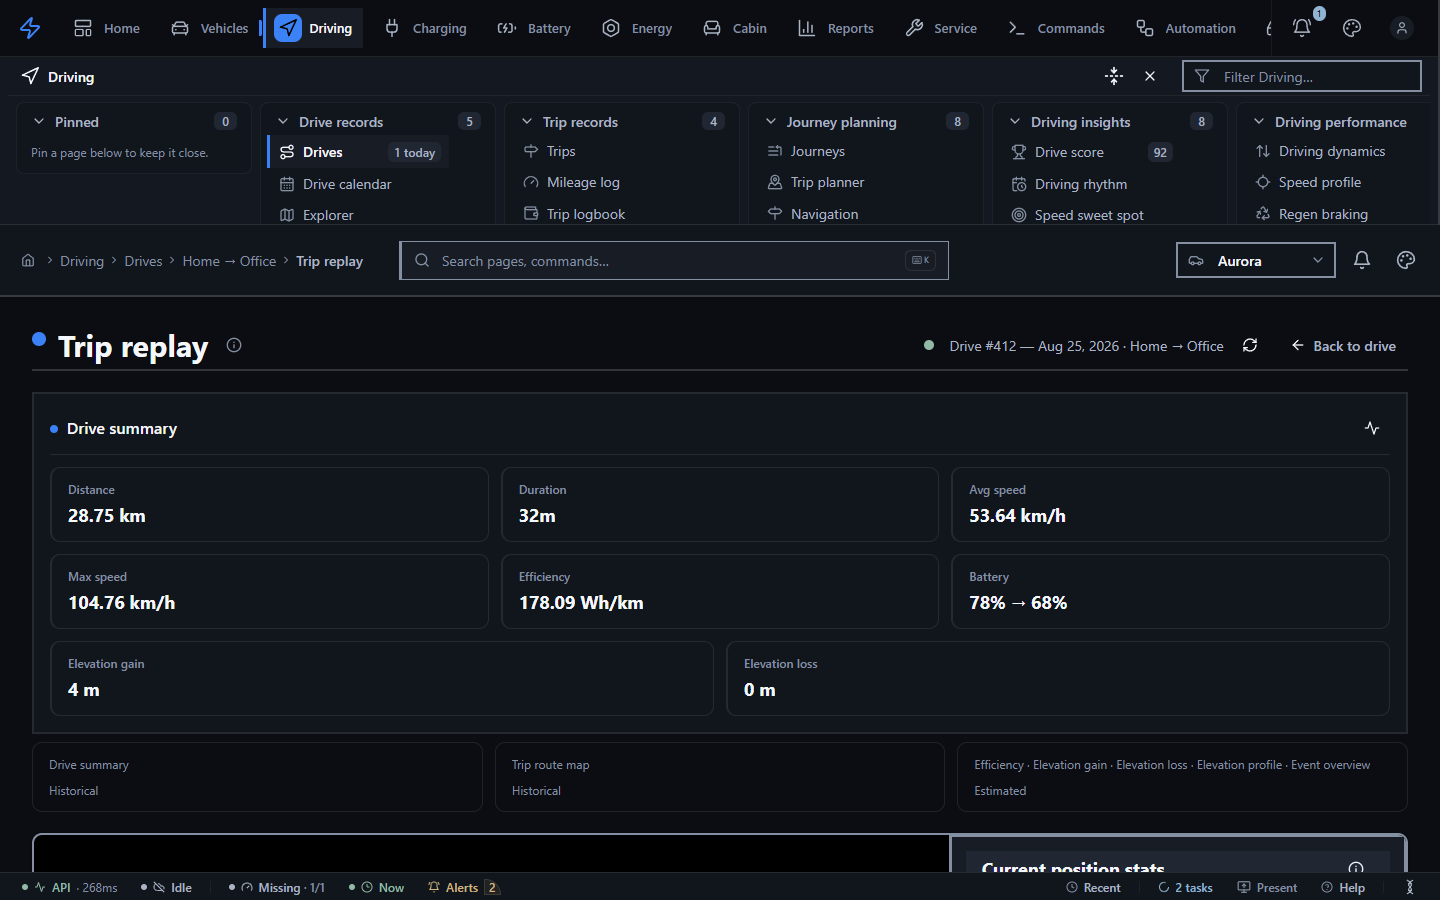 Home Vehicles Driving Charging Battery Energy Cabin Reports Service Commands Automation 1
Driving Filter Driving...
Pinned 0
Pin a page below to keep it close.
Drive records 5
Drives 1 today
Drive calendar
Explorer
Trip records 4
Trips
Mileage log
Trip logbook
Journey planning 8
Journeys
Trip planner
Navigation
Driving insights 8
Drive score 92
Driving rhythm
Speed sweet spot
Driving performance
Driving dynamics
Speed profile
Regen braking
Driving › Drives › Home → Office › Trip replay
Search pages, commands... K
Aurora
Trip replay
Drive #412 — Aug 25, 2026 · Home → Office
← Back to drive
Drive summary
Distance
28.75 km
Duration
32m
Avg speed
53.64 km/h
Max speed
104.76 km/h
Efficiency
178.09 Wh/km
Battery
78% → 68%
Elevation gain
4 m
Elevation loss
0 m
Drive summary
Historical
Trip route map
Historical
Efficiency · Elevation gain · Elevation loss · Elevation profile · Event overview
Estimated
Current position stats
API · 268ms Idle Missing · 1/1 Now Alerts 2 Recent 2 tasks Present Help